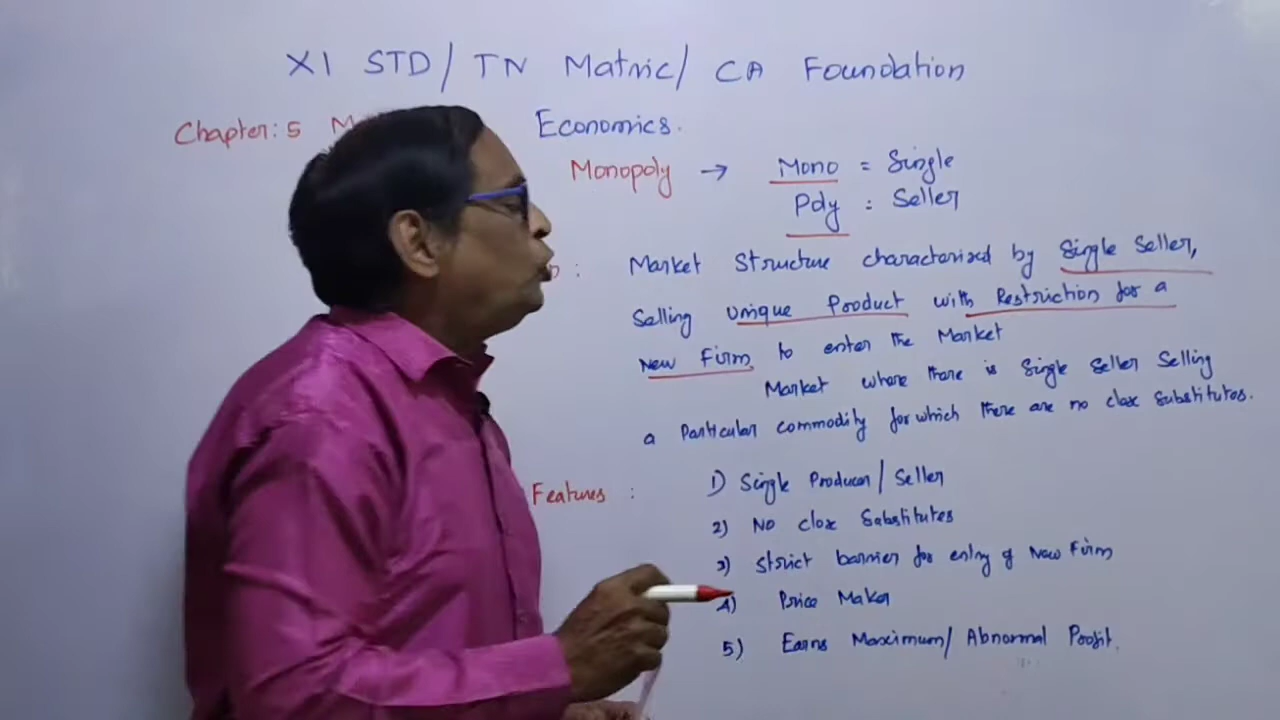 XI STD/ TN Matric/ CA Foundation
Chapter: 5
Economics.
Monopoly → Mono = Single
Poly : Seller
: Market Structure characterised by Single Seller,
Selling Unique Product with Restriction for a
New Firm to enter the Market
Market where there is Single Seller Selling
a Particular commodity for which there are no close Substitutes.
Features : 1) Single Producer/ Seller
2) No close Substitutes
3) Strict barrier for entry of New Firm
4) Price Maker
5) Earns Maximum/ Abnormal Profit.